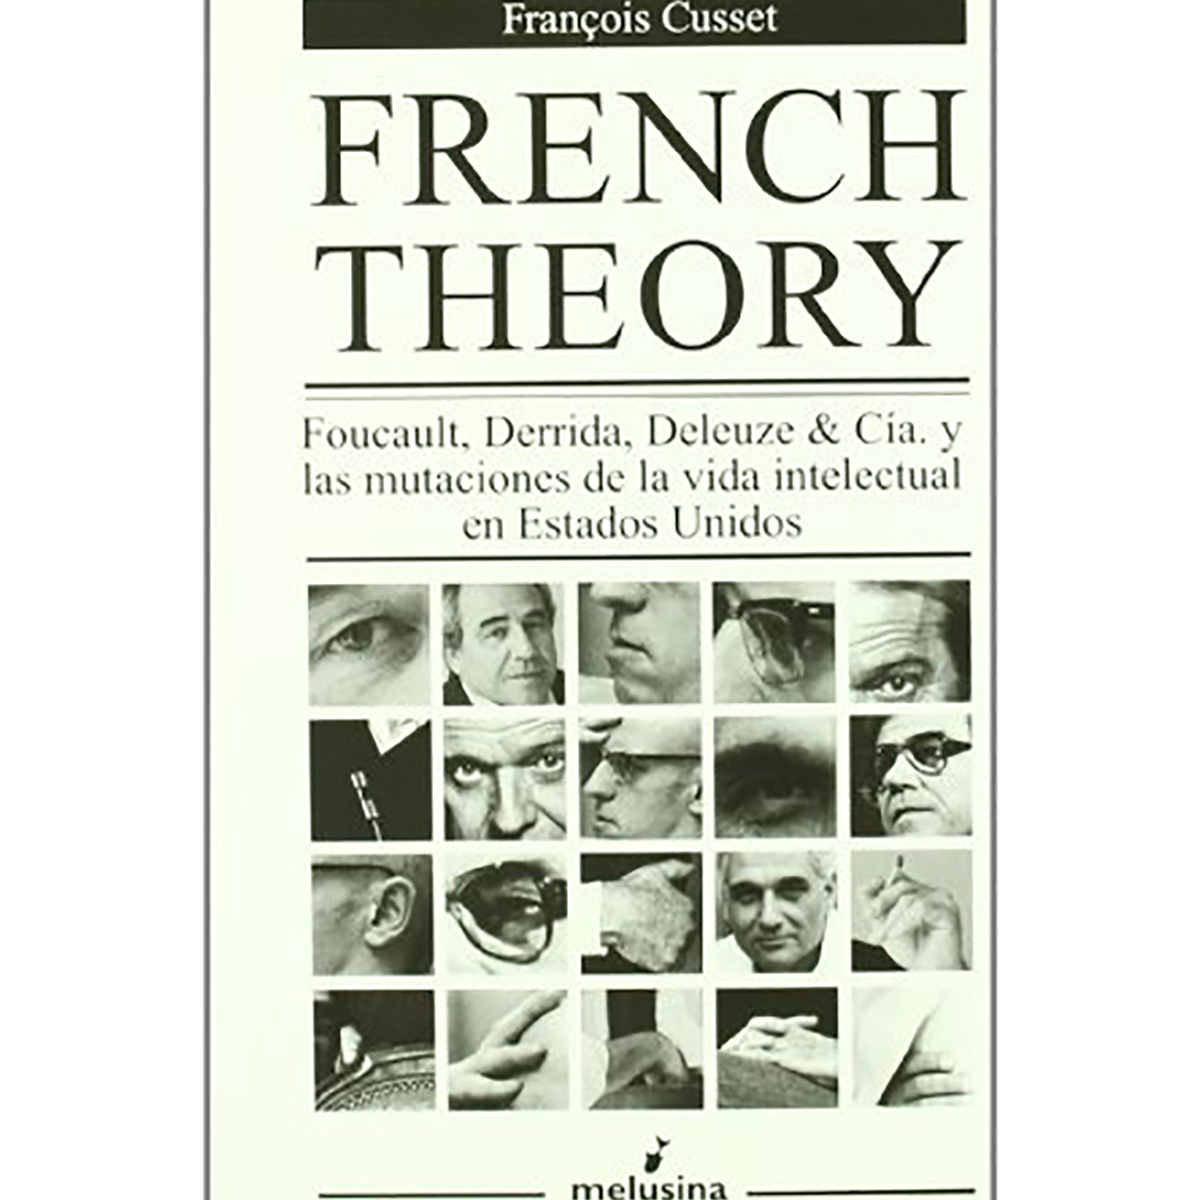 François Cusset
FRENCH
THEORY
Foucault, Derrida, Deleuze & Cía. y
las mutaciones de la vida intelectual
en Estados Unidos
melusina